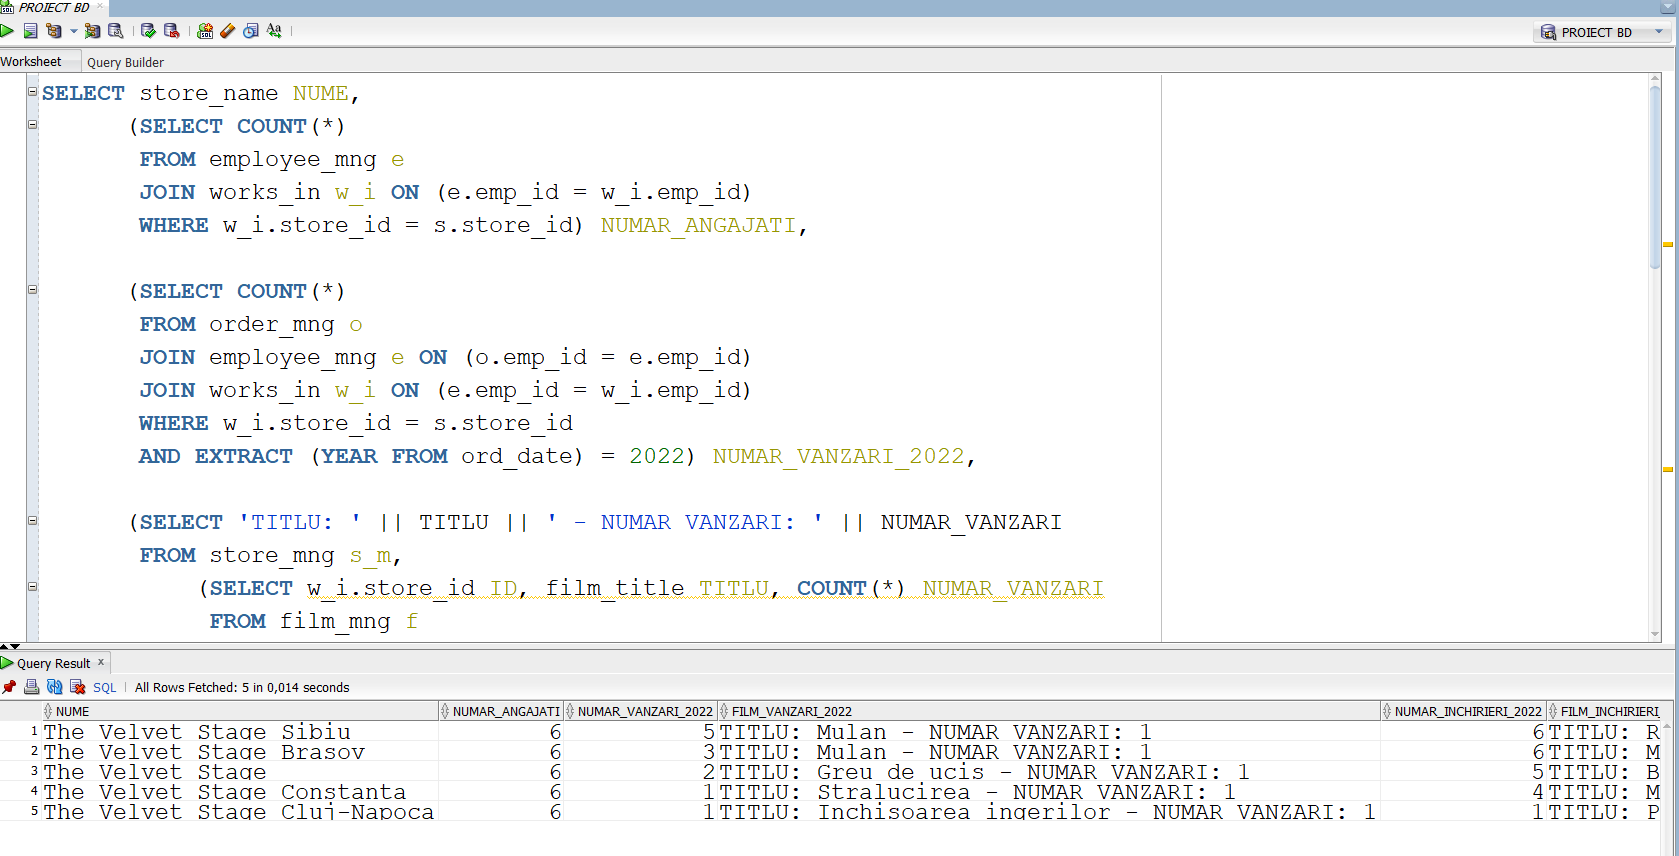 PROIECT BD
SQL
Aa
PROIECT BD
Worksheet Query Builder
SELECT store_name NUME,
(SELECT COUNT(*)
FROM employee_mng e
JOIN works_in w_i ON (e.emp_id = w_i.emp_id)
WHERE w_i.store_id = s.store_id) NUMAR_ANGAJATI,
(SELECT COUNT(*)
FROM order_mng o
JOIN employee_mng e ON (o.emp_id = e.emp_id)
JOIN works_in w_i ON (e.emp_id = w_i.emp_id)
WHERE w_i.store_id = s.store_id
AND EXTRACT (YEAR FROM ord_date) = 2022) NUMAR_VANZARI_2022,
(SELECT 'TITLU: ' || TITLU || ' - NUMAR VANZARI: ' || NUMAR_VANZARI
FROM store_mng s_m,
(SELECT w_i.store_id ID, film_title TITLU, COUNT(*) NUMAR_VANZARI
FROM film_mng f
Query Result x
SQL | All Rows Fetched: 5 in 0,014 seconds
NUME NUMAR_ANGAJATI NUMAR_VANZARI_2022 FILM_VANZARI_2022 NUMAR_INCHIRIERI_2022 FILM_INCHIRIERI_
1 The Velvet Stage Sibiu 6 5 TITLU: Mulan - NUMAR VANZARI: 1 6 TITLU: R
2 The Velvet Stage Brasov 6 3 TITLU: Mulan - NUMAR VANZARI: 1 6 TITLU: M
3 The Velvet Stage 6 2 TITLU: Greu de ucis - NUMAR VANZARI: 1 5 TITLU: B
4 The Velvet Stage Constanta 6 1 TITLU: Stralucirea - NUMAR VANZARI: 1 4 TITLU: M
5 The Velvet Stage Cluj-Napoca 6 1 TITLU: Inchisoarea ingerilor - NUMAR VANZARI: 1 1 TITLU: P